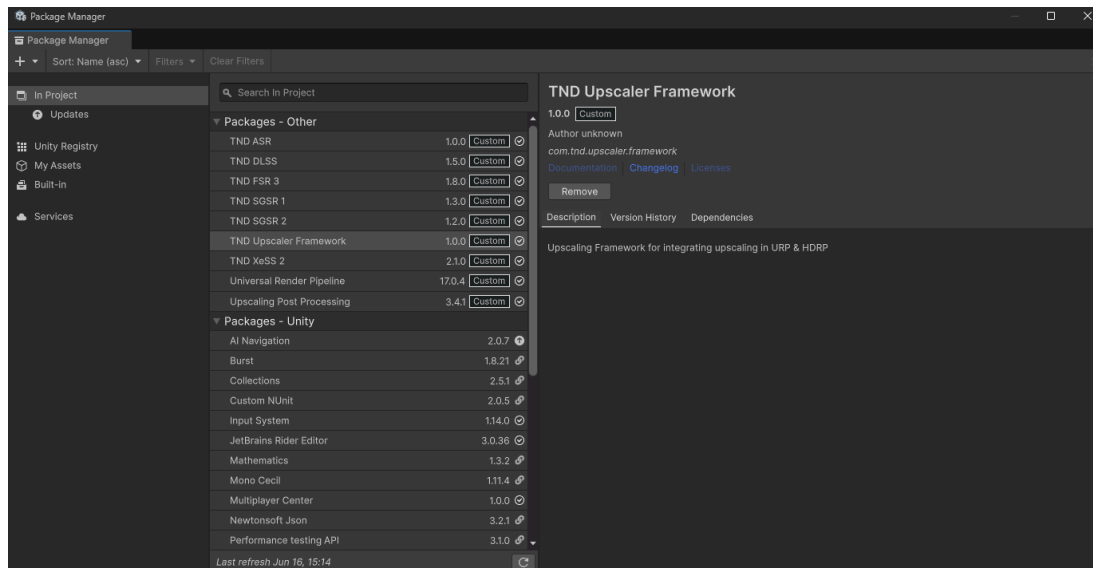 Package Manager
Package Manager
Sort: Name (asc) Filters Clear Filters
In Project
Updates
Unity Registry
My Assets
Built-in
Services
Search In Project
Packages - Other
TND ASR 1.0.0 Custom
TND DLSS 1.5.0 Custom
TND FSR 3 1.8.0 Custom
TND SGSR 1 1.3.0 Custom
TND SGSR 2 1.2.0 Custom
TND Upscaler Framework 1.0.0 Custom
TND XeSS 2 2.1.0 Custom
Universal Render Pipeline 17.0.4 Custom
Upscaling Post Processing 3.4.1 Custom
Packages - Unity
AI Navigation 2.0.7
Burst 1.8.21
Collections 2.5.1
Custom NUnit 2.0.5
Input System 1.14.0
JetBrains Rider Editor 3.0.36
Mathematics 1.3.2
Mono Cecil 1.11.4
Multiplayer Center 1.0.0
Newtonsoft Json 3.2.1
Performance testing API 3.1.0
Last refresh Jun 16, 15:14
TND Upscaler Framework
1.0.0 Custom
Author unknown
com.tnd.upscaler.framework
Documentation Changelog Licenses
Remove
Description Version History Dependencies
Upscaling Framework for integrating upscaling in URP & HDRP